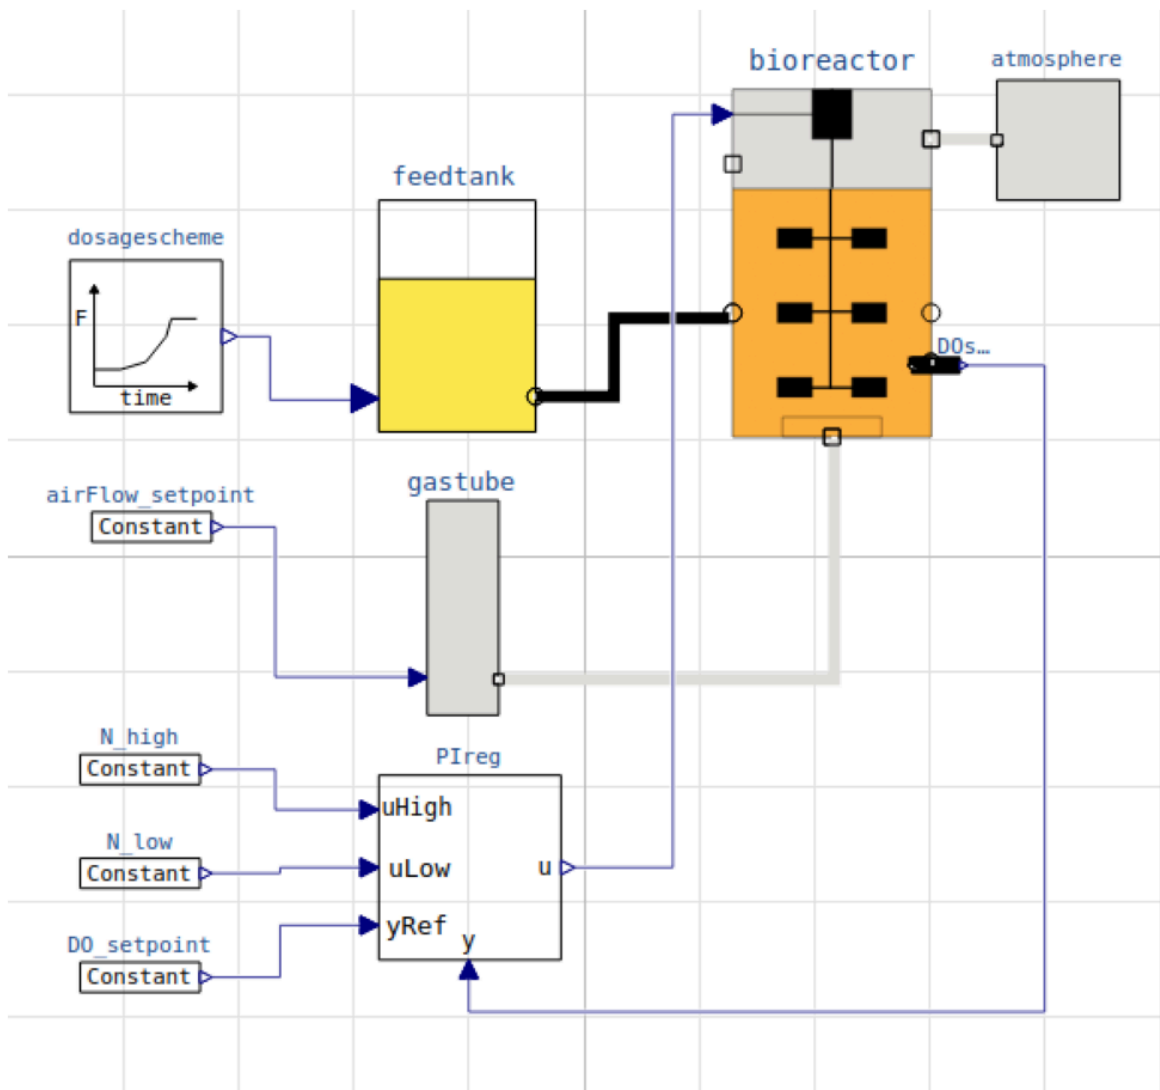 bioreactor
atmosphere
feedtank
dosagescheme
F
time
DOs…
gastube
airFlow_setpoint
Constant
N_high
Constant
PIreg
uHigh
N_low
Constant
uLow
u
yRef
y
DO_setpoint
Constant